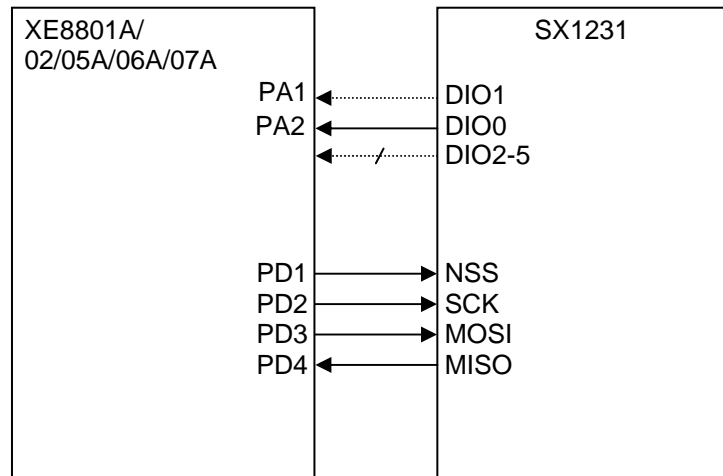 XE8801A/
02/05A/06A/07A
SX1231
PA1
DIO1
PA2
DIO0
DIO2-5
PD1
NSS
PD2
SCK
PD3
MOSI
PD4
MISO